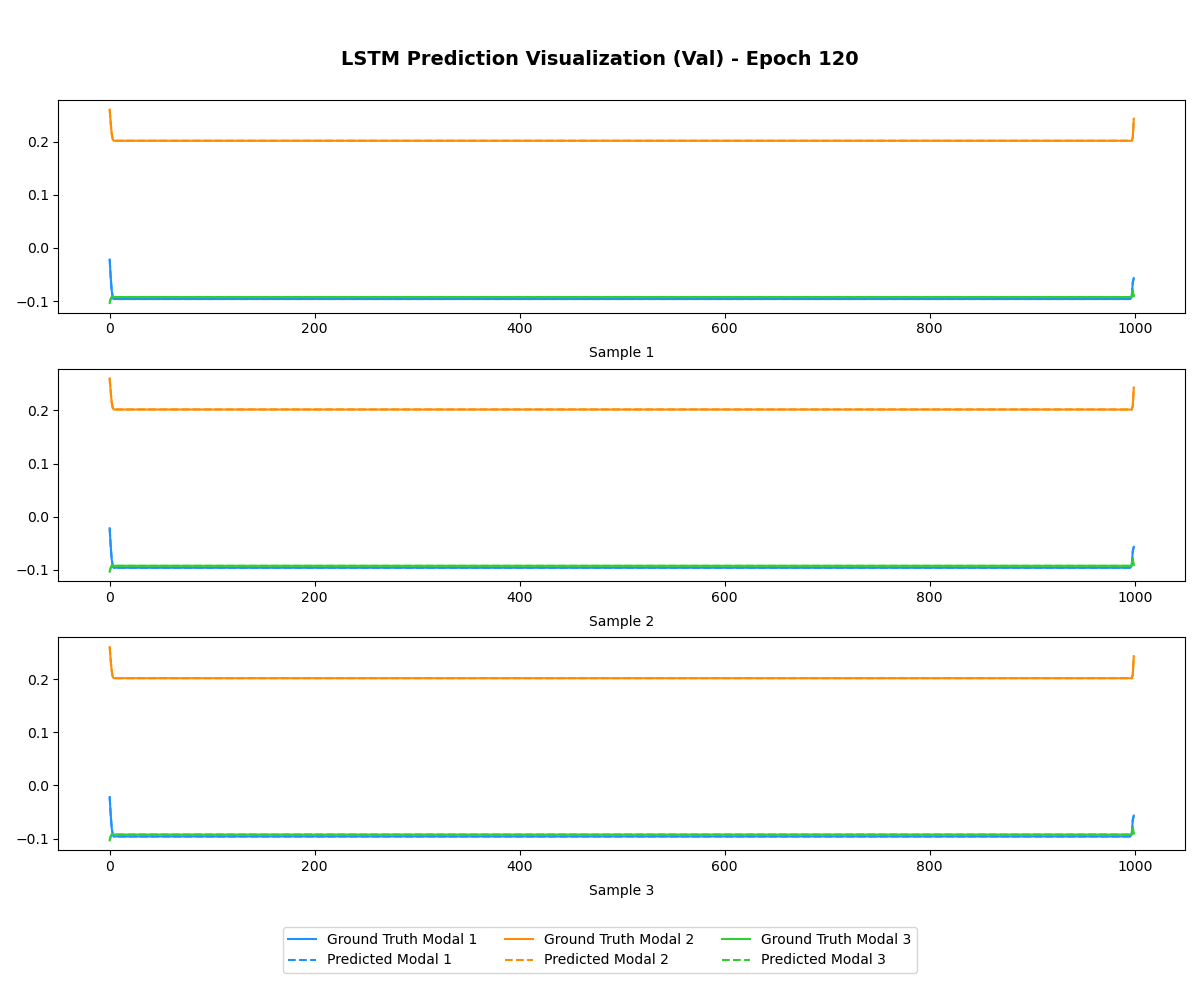 LSTM Prediction Visualization (Val) - Epoch 120
0.2
0.1
0.0
−0.1
0 200 400 600 800 1000
Sample 1
0.2
0.1
0.0
−0.1
0 200 400 600 800 1000
Sample 2
0.2
0.1
0.0
−0.1
0 200 400 600 800 1000
Sample 3
Ground Truth Modal 1 Ground Truth Modal 2 Ground Truth Modal 3
Predicted Modal 1 Predicted Modal 2 Predicted Modal 3